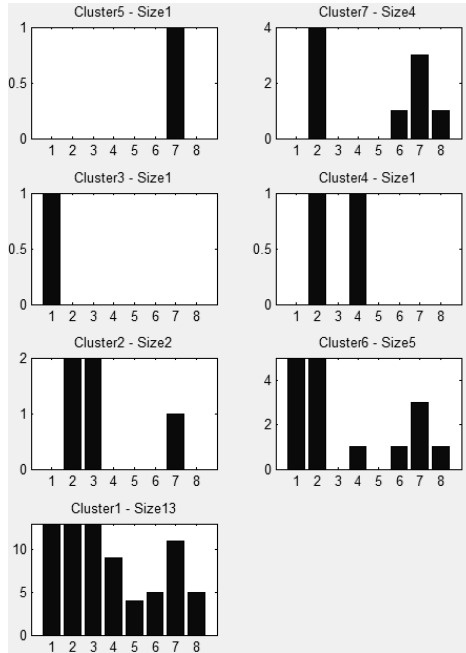 Cluster5 - Size1
1
0.5
0
1 2 3 4 5 6 7 8
Cluster7 - Size4
4
2
0
1 2 3 4 5 6 7 8
Cluster3 - Size1
1
0.5
0
1 2 3 4 5 6 7 8
Cluster4 - Size1
1
0.5
0
1 2 3 4 5 6 7 8
Cluster2 - Size2
2
1
0
1 2 3 4 5 6 7 8
Cluster6 - Size5
4
2
0
1 2 3 4 5 6 7 8
Cluster1 - Size13
10
5
0
1 2 3 4 5 6 7 8